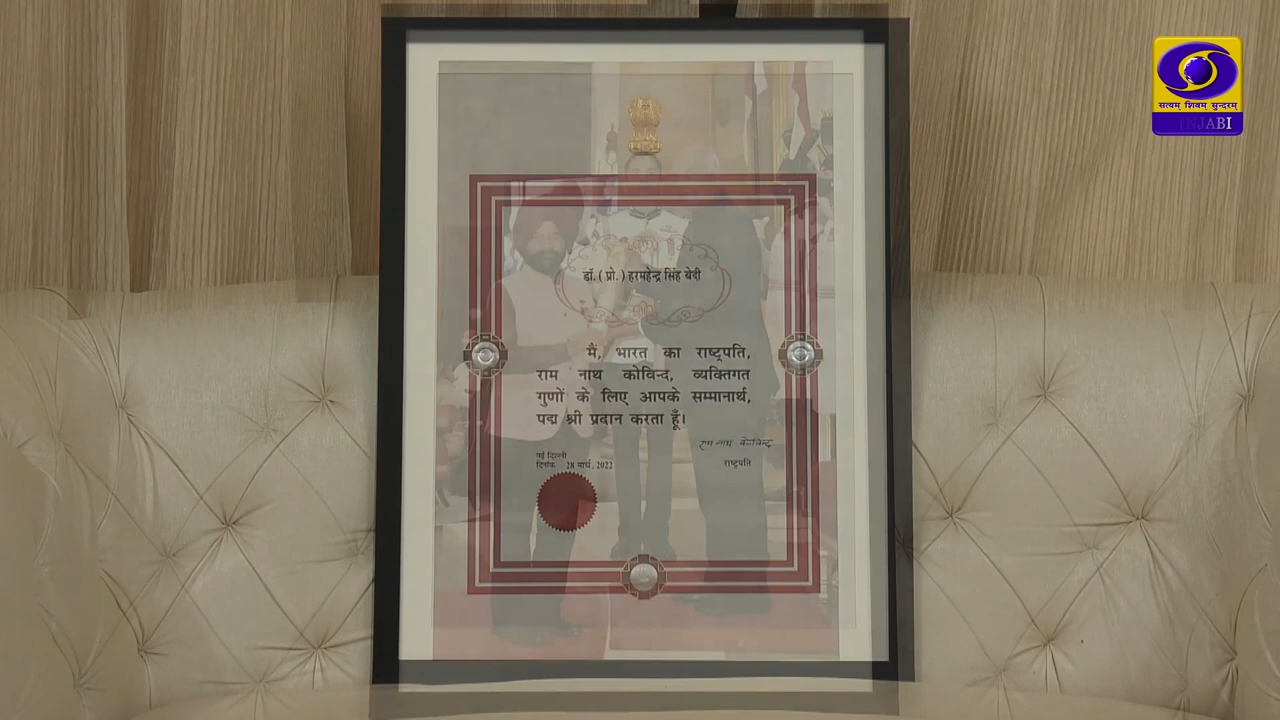 सत्यम् शिवम् सुन्दरम्
NJABI
डॉ. ( प्रो. ) हरमहेन्द्र सिंह बेदी
मैं, भारत का राष्ट्रपति,
राम नाथ कोविन्द, व्यक्तिगत
गुणों के लिए आपके सम्मानार्थ,
पद्म श्री प्रदान करता हूँ।
राम नाथ कोविन्द
नई दिल्ली
दिनांक 28 मार्च, 2022
राष्ट्रपति